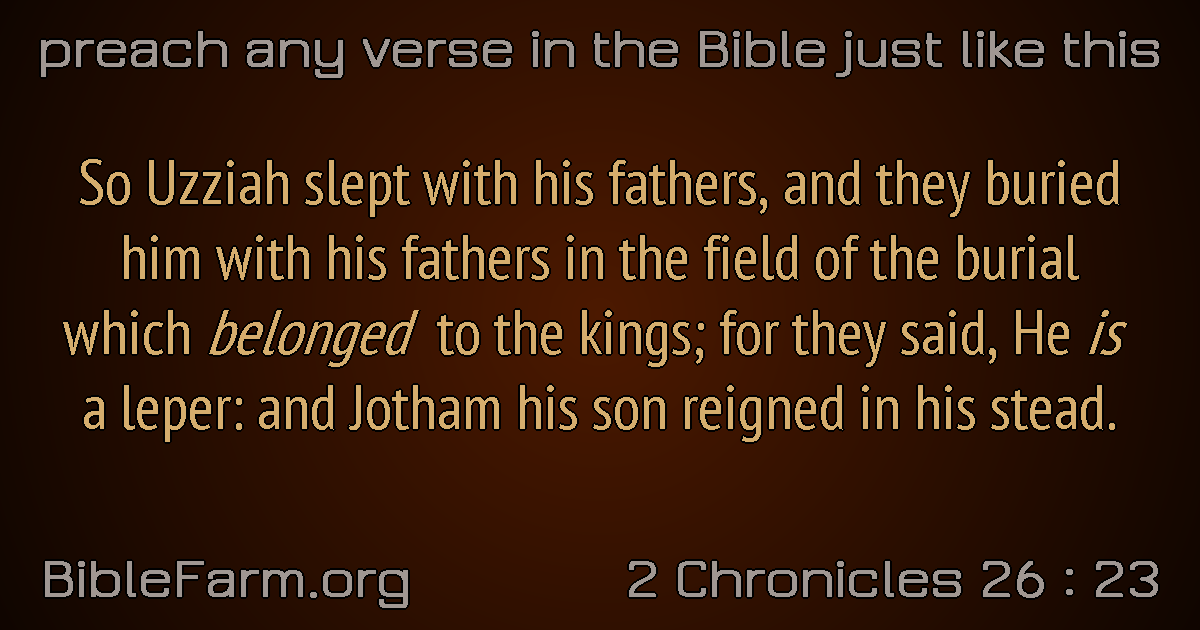 preach any verse in the Bible just like this
So Uzziah slept with his fathers, and they buried
him with his fathers in the field of the burial
which belonged to the kings; for they said, He is
a leper: and Jotham his son reigned in his stead.
BibleFarm.org
2 Chronicles 26 : 23